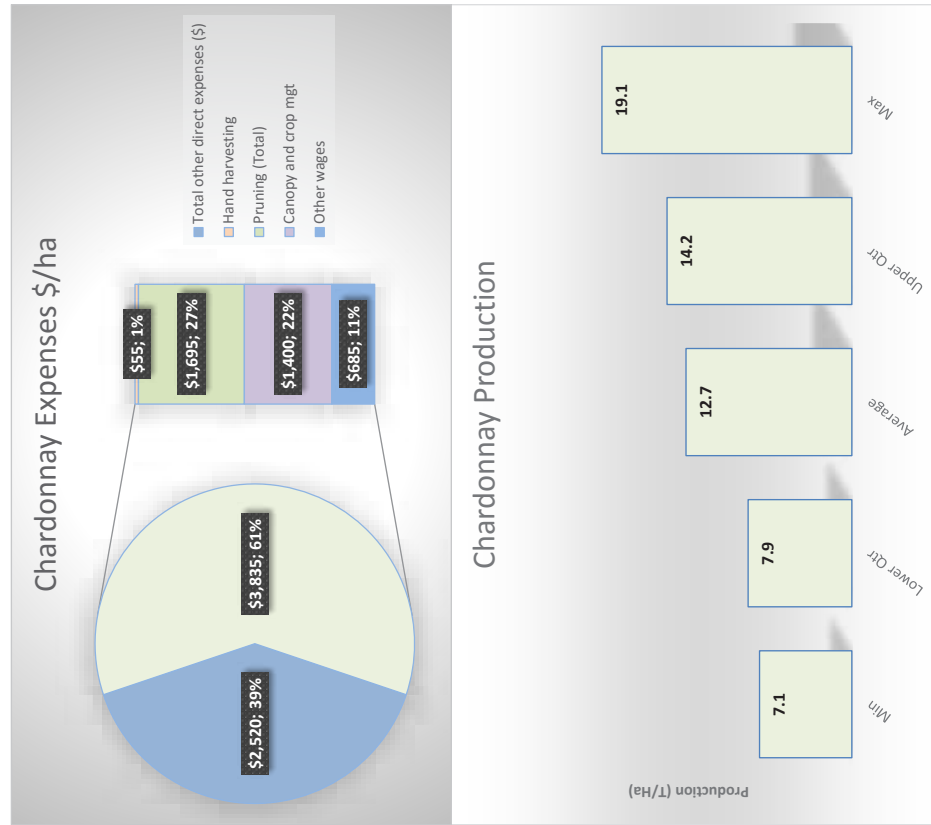 Chardonnay Expenses $/ha
$2,520; 39%
$3,835; 61%
$55; 1%
$1,695; 27%
$1,400; 22%
$685; 11%
Total other direct expenses ($)
Hand harvesting
Pruning (Total)
Canopy and crop mgt
Other wages
Chardonnay Production
Production (T/Ha)
7.1
7.9
12.7
14.2
19.1
Min
Lower Qtr
Average
Upper Qtr
Max